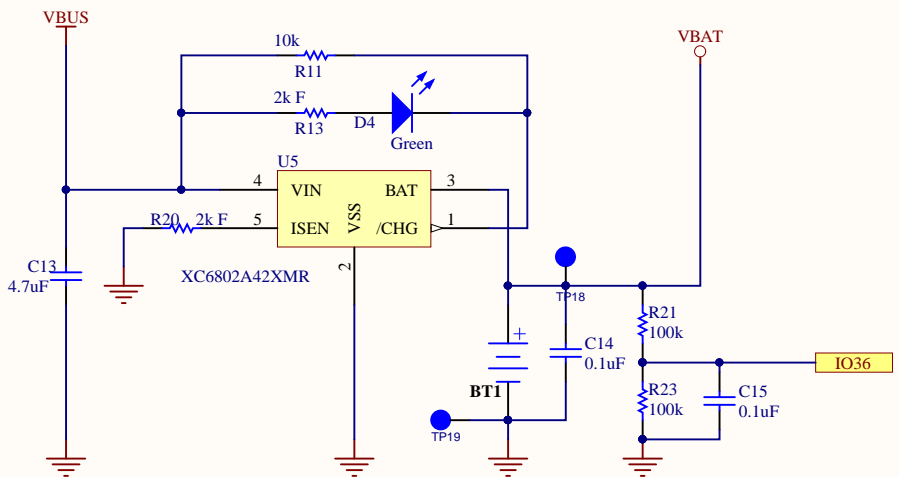 VBUS
VBAT
10k
R11
2k F
R13
D4
Green
U5
4
VIN
BAT
3
R20
2k F
5
ISEN
VSS
/CHG
1
2
XC6802A42XMR
C13
4.7uF
TP18
R21
100k
C14
0.1uF
IO36
BT1
+
R23
100k
C15
0.1uF
TP19